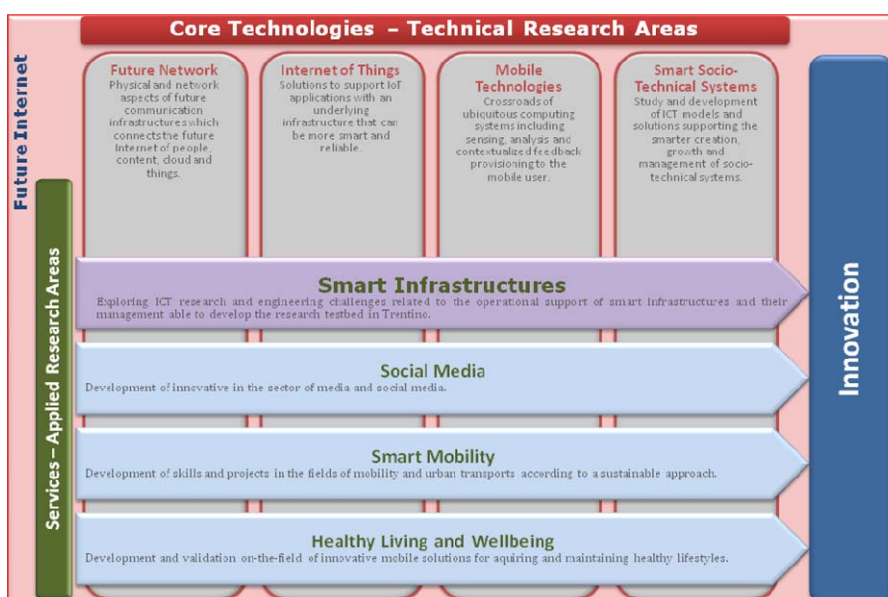 Core Technologies – Technical Research Areas
Future Internet
Future Network
Physical and network
aspects of future
communication
infrastructures which
connects the future
Internet of people,
content, cloud and
things.
Internet of Things
Solutions to support IoT
applications with an
underlying
infrastructure that can
be more smart and
reliable.
Mobile
Technologies
Crossroads of
ubiquitous computing
systems including
sensing, analysis and
contextualized feedback
provisioning to the
mobile user.
Smart Socio-
Technical Systems
Study and development
of ICT models and
solutions supporting the
smarter creation,
growth and
management of socio-
technical systems.
Services – Applied Research Areas
Smart Infrastructures
Exploring ICT research and engineering challenges related to the operational support of smart infrastructures and their
management able to develop the research testbed in Trentino.
Social Media
Development of innovative in the sector of media and social media.
Smart Mobility
Development of skills and projects in the fields of mobility and urban transports according to a sustainable approach.
Healthy Living and Wellbeing
Development and validation on-the-field of innovative mobile solutions for aquiring and maintaining healthy lifestyles.
Innovation